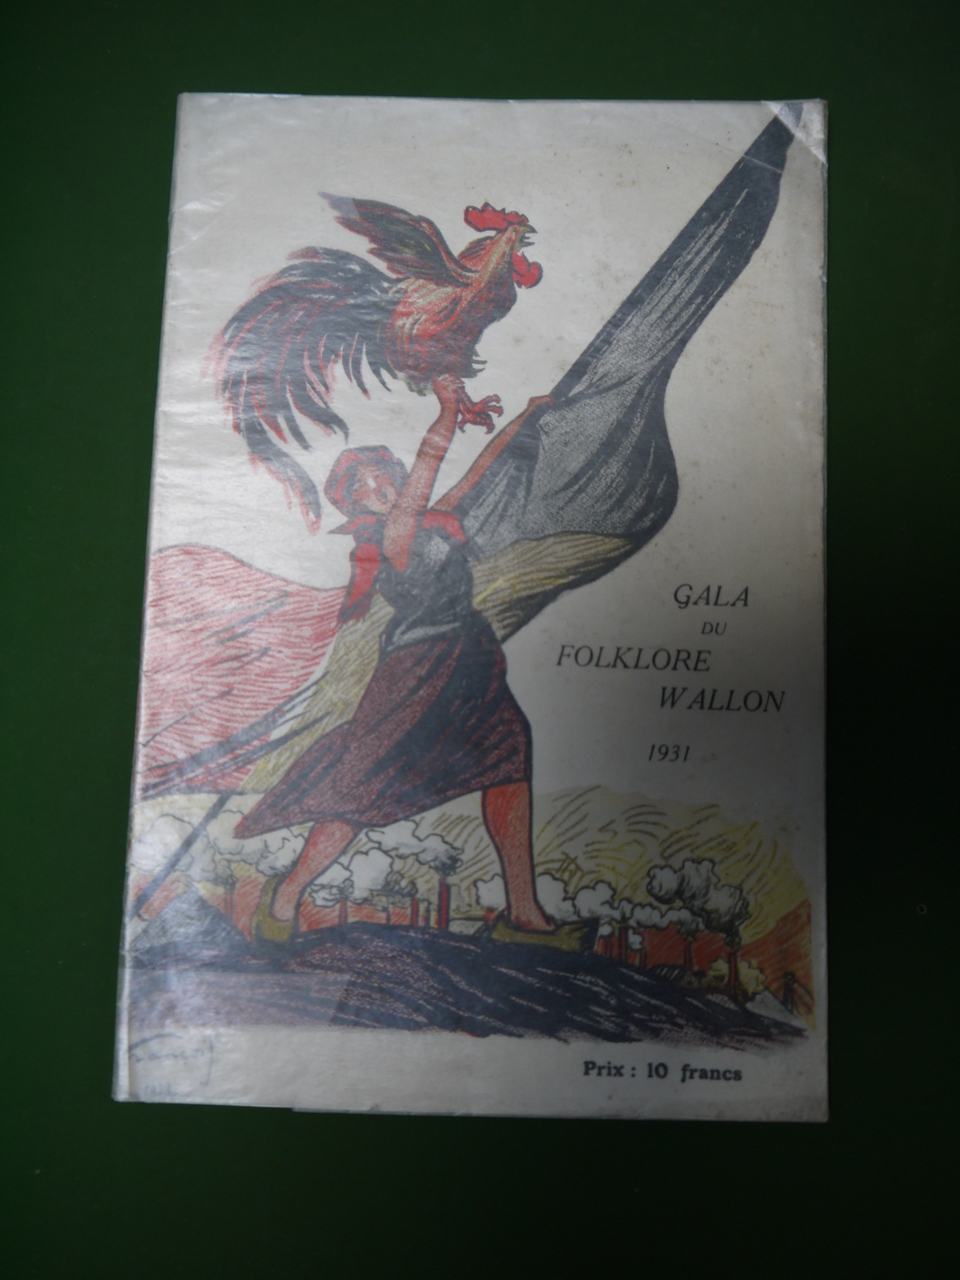 GALA
DU
FOLKLORE
WALLON
1931
Prix : 10 francs